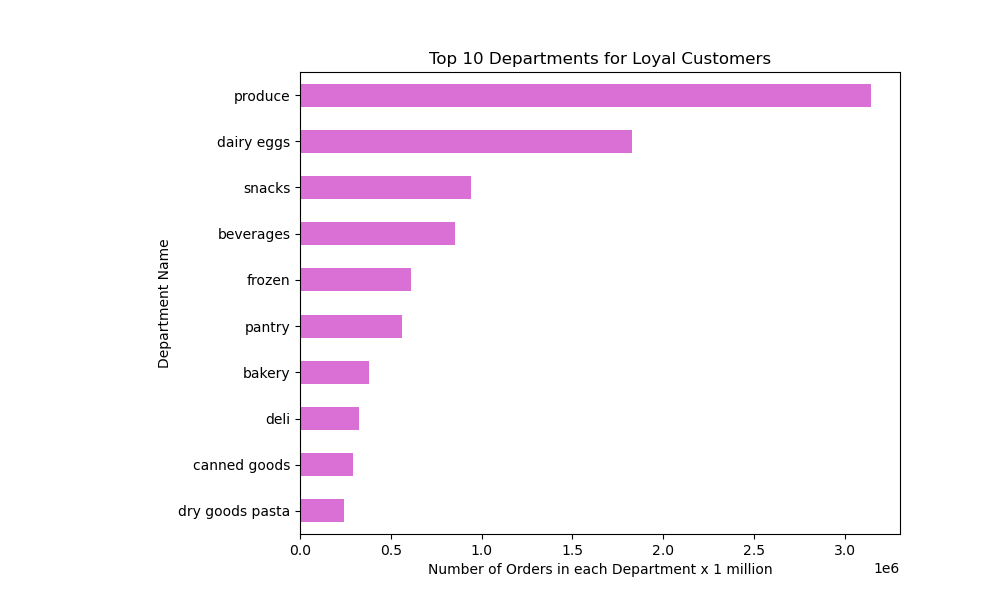 Top 10 Departments for Loyal Customers
produce
dairy eggs
snacks
beverages
frozen
pantry
bakery
deli
canned goods
dry goods pasta
Department Name
0.0 0.5 1.0 1.5 2.0 2.5 3.0
1e6
Number of Orders in each Department x 1 million